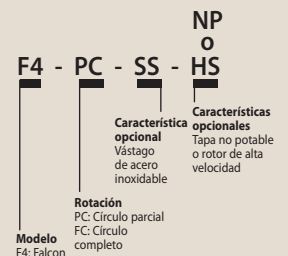 NP
o
F4 - PC - SS - HS
Característica
opcional
Vástago
de acero
inoxidable
Características
opcionales
Tapa no potable
o rotor de alta
velocidad
Rotación
PC: Círculo parcial
FC: Círculo
completo
Modelo
F4: Falcon